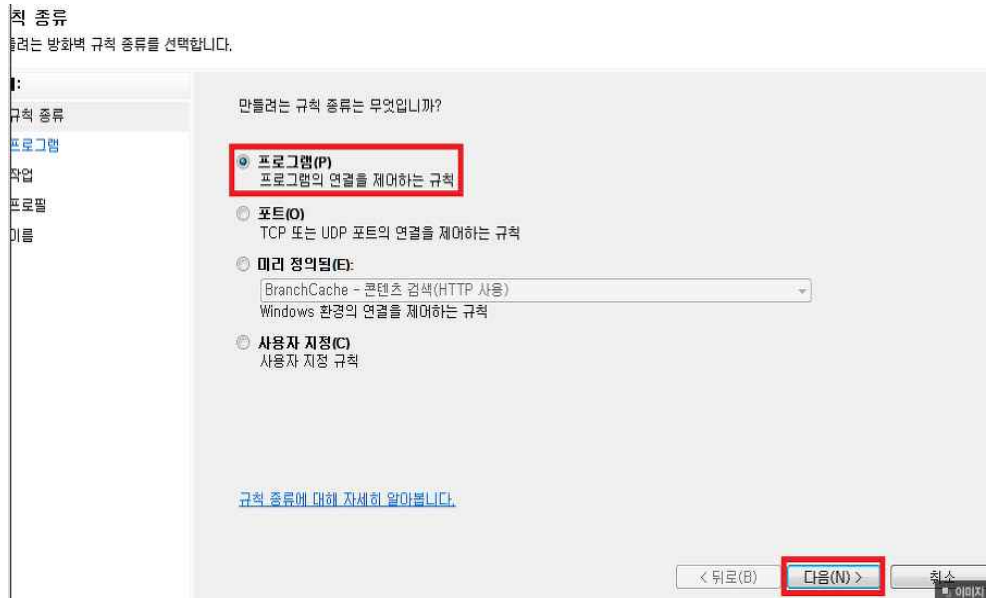 칙 종류
들려는 방화벽 규칙 종류를 선택합니다.
규칙 종류
프로그램
작업
프로필
이름
만들려는 규칙 종류는 무엇입니까?
프로그램(P)
프로그램의 연결을 제어하는 규칙
포트(O)
TCP 또는 UDP 포트의 연결을 제어하는 규칙
미리 정의됨(E):
BranchCache - 콘텐츠 검색(HTTP 사용)
Windows 환경의 연결을 제어하는 규칙
사용자 지정(C)
사용자 지정 규칙
규칙 종류에 대해 자세히 알아봅니다.
< 뒤로(B)
다음(N) >
취소
이미지